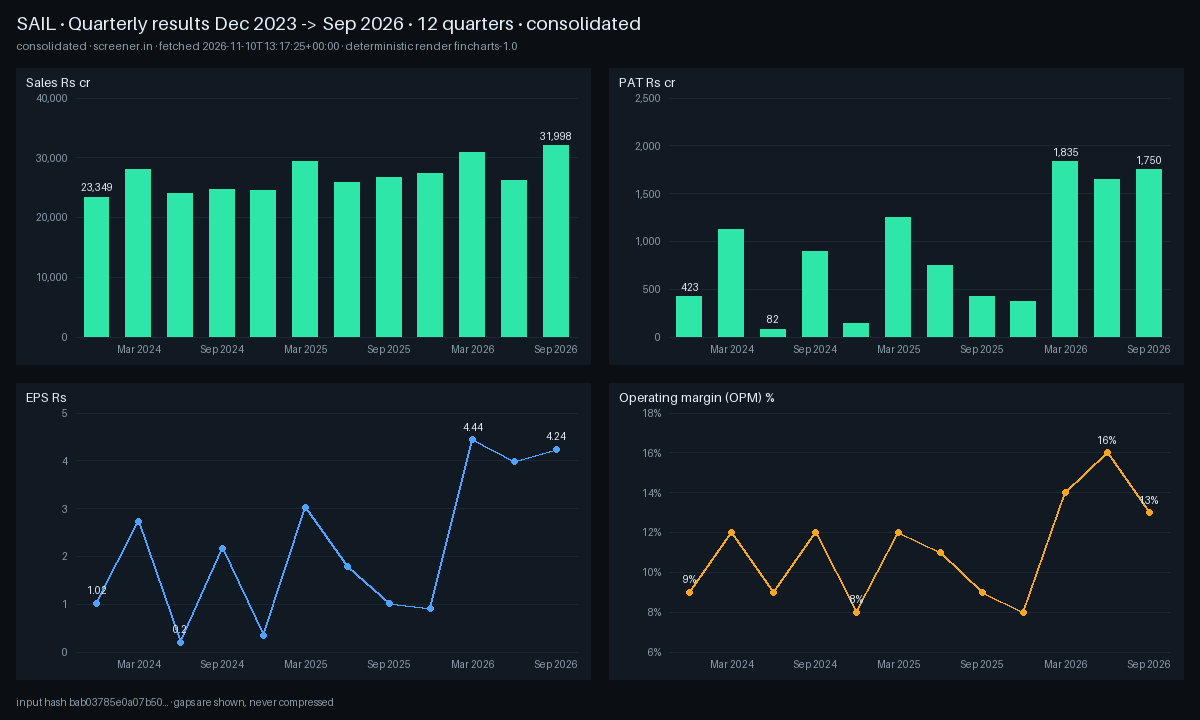 SAIL · Quarterly results Dec 2023 -> Sep 2026 · 12 quarters · consolidated
consolidated · screener.in · fetched 2026-11-10T13:17:25+00:00 · deterministic render fincharts-1.0
Sales Rs cr
40,000
30,000
20,000
10,000
0
23,349
31,998
Mar 2024
Sep 2024
Mar 2025
Sep 2025
Mar 2026
Sep 2026
PAT Rs cr
2,500
2,000
1,500
1,000
500
0
423
82
1,835
1,750
Mar 2024
Sep 2024
Mar 2025
Sep 2025
Mar 2026
Sep 2026
EPS Rs
5
4
3
2
1
0
1.02
0.2
4.44
4.24
Mar 2024
Sep 2024
Mar 2025
Sep 2025
Mar 2026
Sep 2026
Operating margin (OPM) %
18%
16%
14%
12%
10%
8%
6%
9%
8%
16%
13%
Mar 2024
Sep 2024
Mar 2025
Sep 2025
Mar 2026
Sep 2026
input hash bab03785e0a07b50… · gaps are shown, never compressed